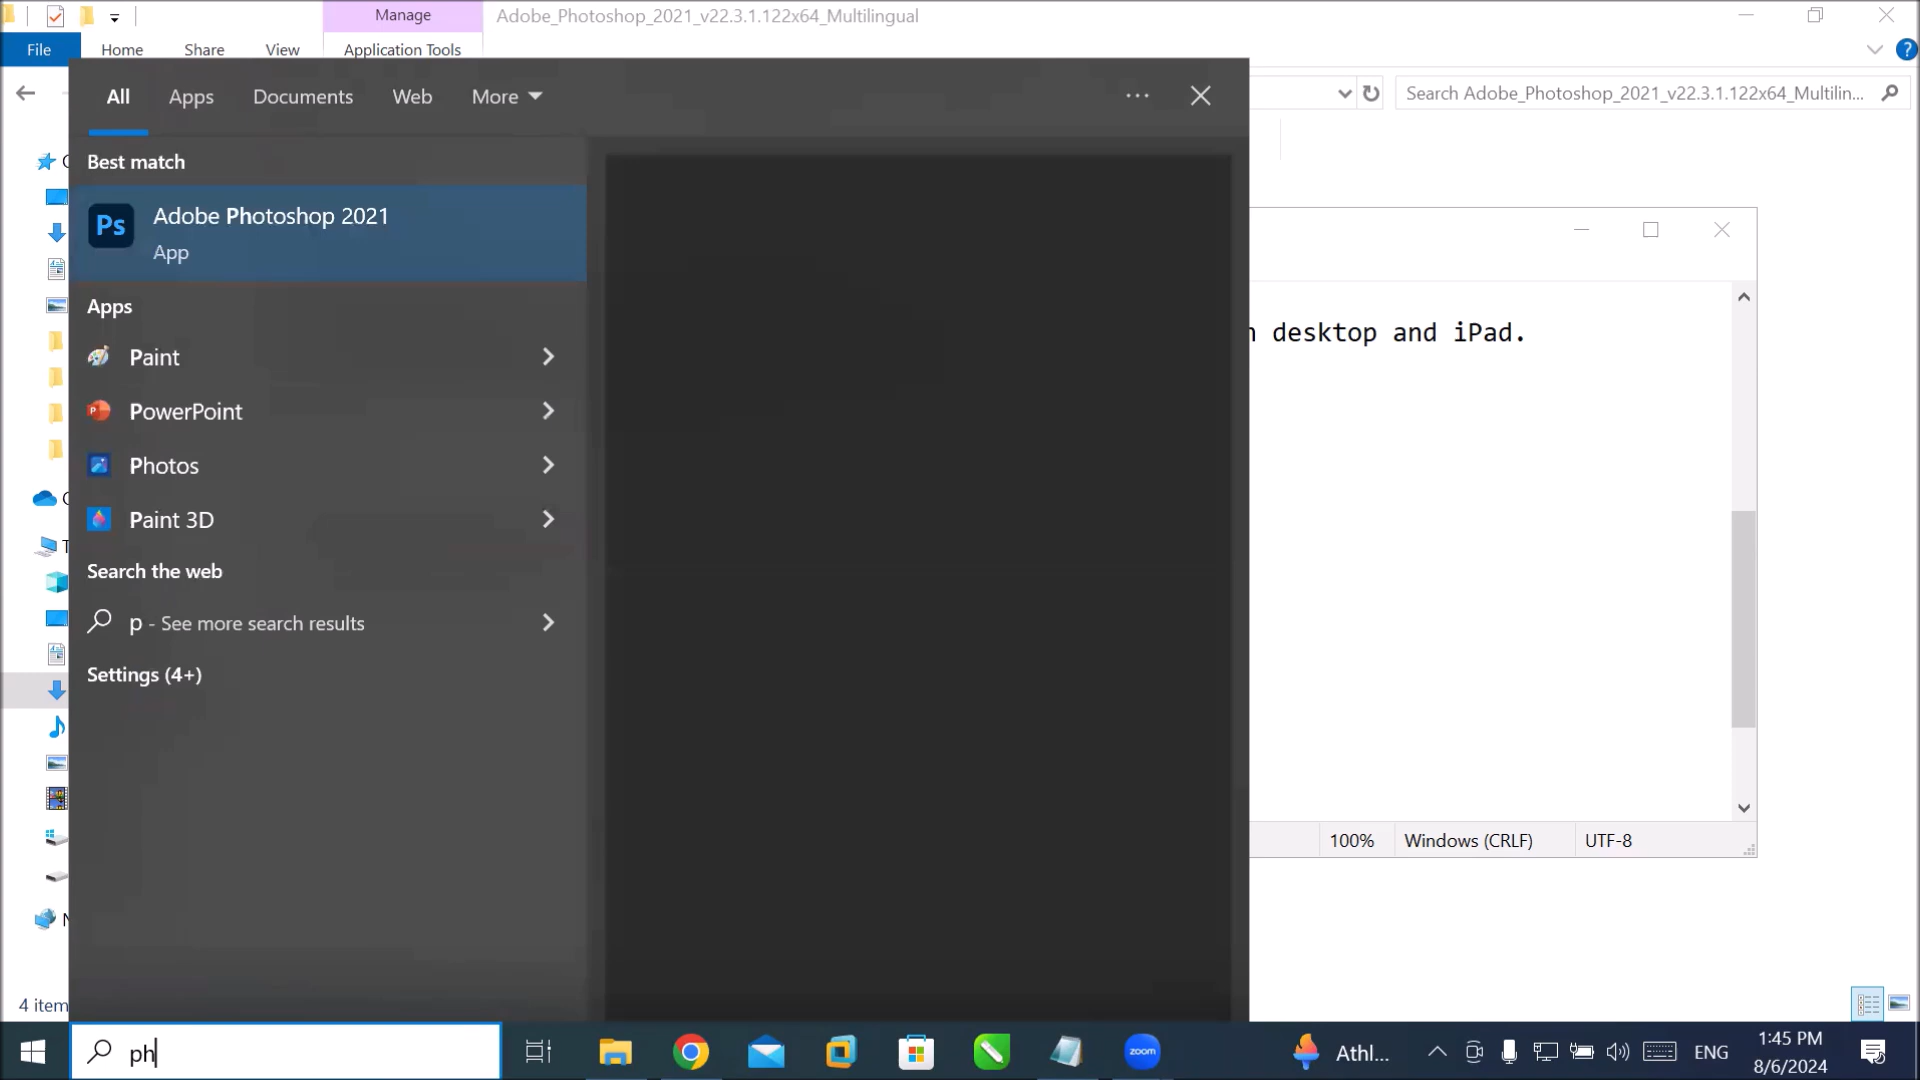 Manage
Adobe_Photoshop_2021_v22.3.1.122x64_Multilingual
File Home Share View Application Tools
?
All Apps Documents Web More
Search Adobe_Photoshop_2021_v22.3.1.122x64_Multilin...
Best match
Ps
Adobe Photoshop 2021
App
Apps
Paint
PowerPoint
Photos
Paint 3D
Search the web
p - See more search results
Settings (4+)
desktop and iPad.
100% Windows (CRLF) UTF-8
4 item
ph
zoom
Athl...
ENG
1:45 PM
8/6/2024